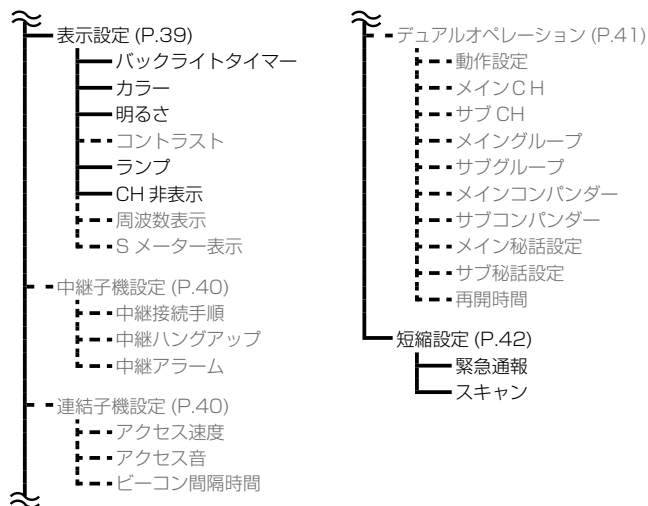 表示設定 (P.39)
バックライトタイマー
カラー
明るさ
コントラスト
ランプ
CH 非表示
周波数表示
S メーター表示
中継子機設定 (P.40)
中継接続手順
中継ハングアップ
中継アラーム
連結子機設定 (P.40)
アクセス速度
アクセス音
ビーコン間隔時間
デュアルオペレーション (P.41)
動作設定
メインCH
サブ CH
メイングループ
サブグループ
メインコンパンダー
サブコンパンダー
メイン秘話設定
サブ秘話設定
再開時間
短縮設定 (P.42)
緊急通報
スキャン